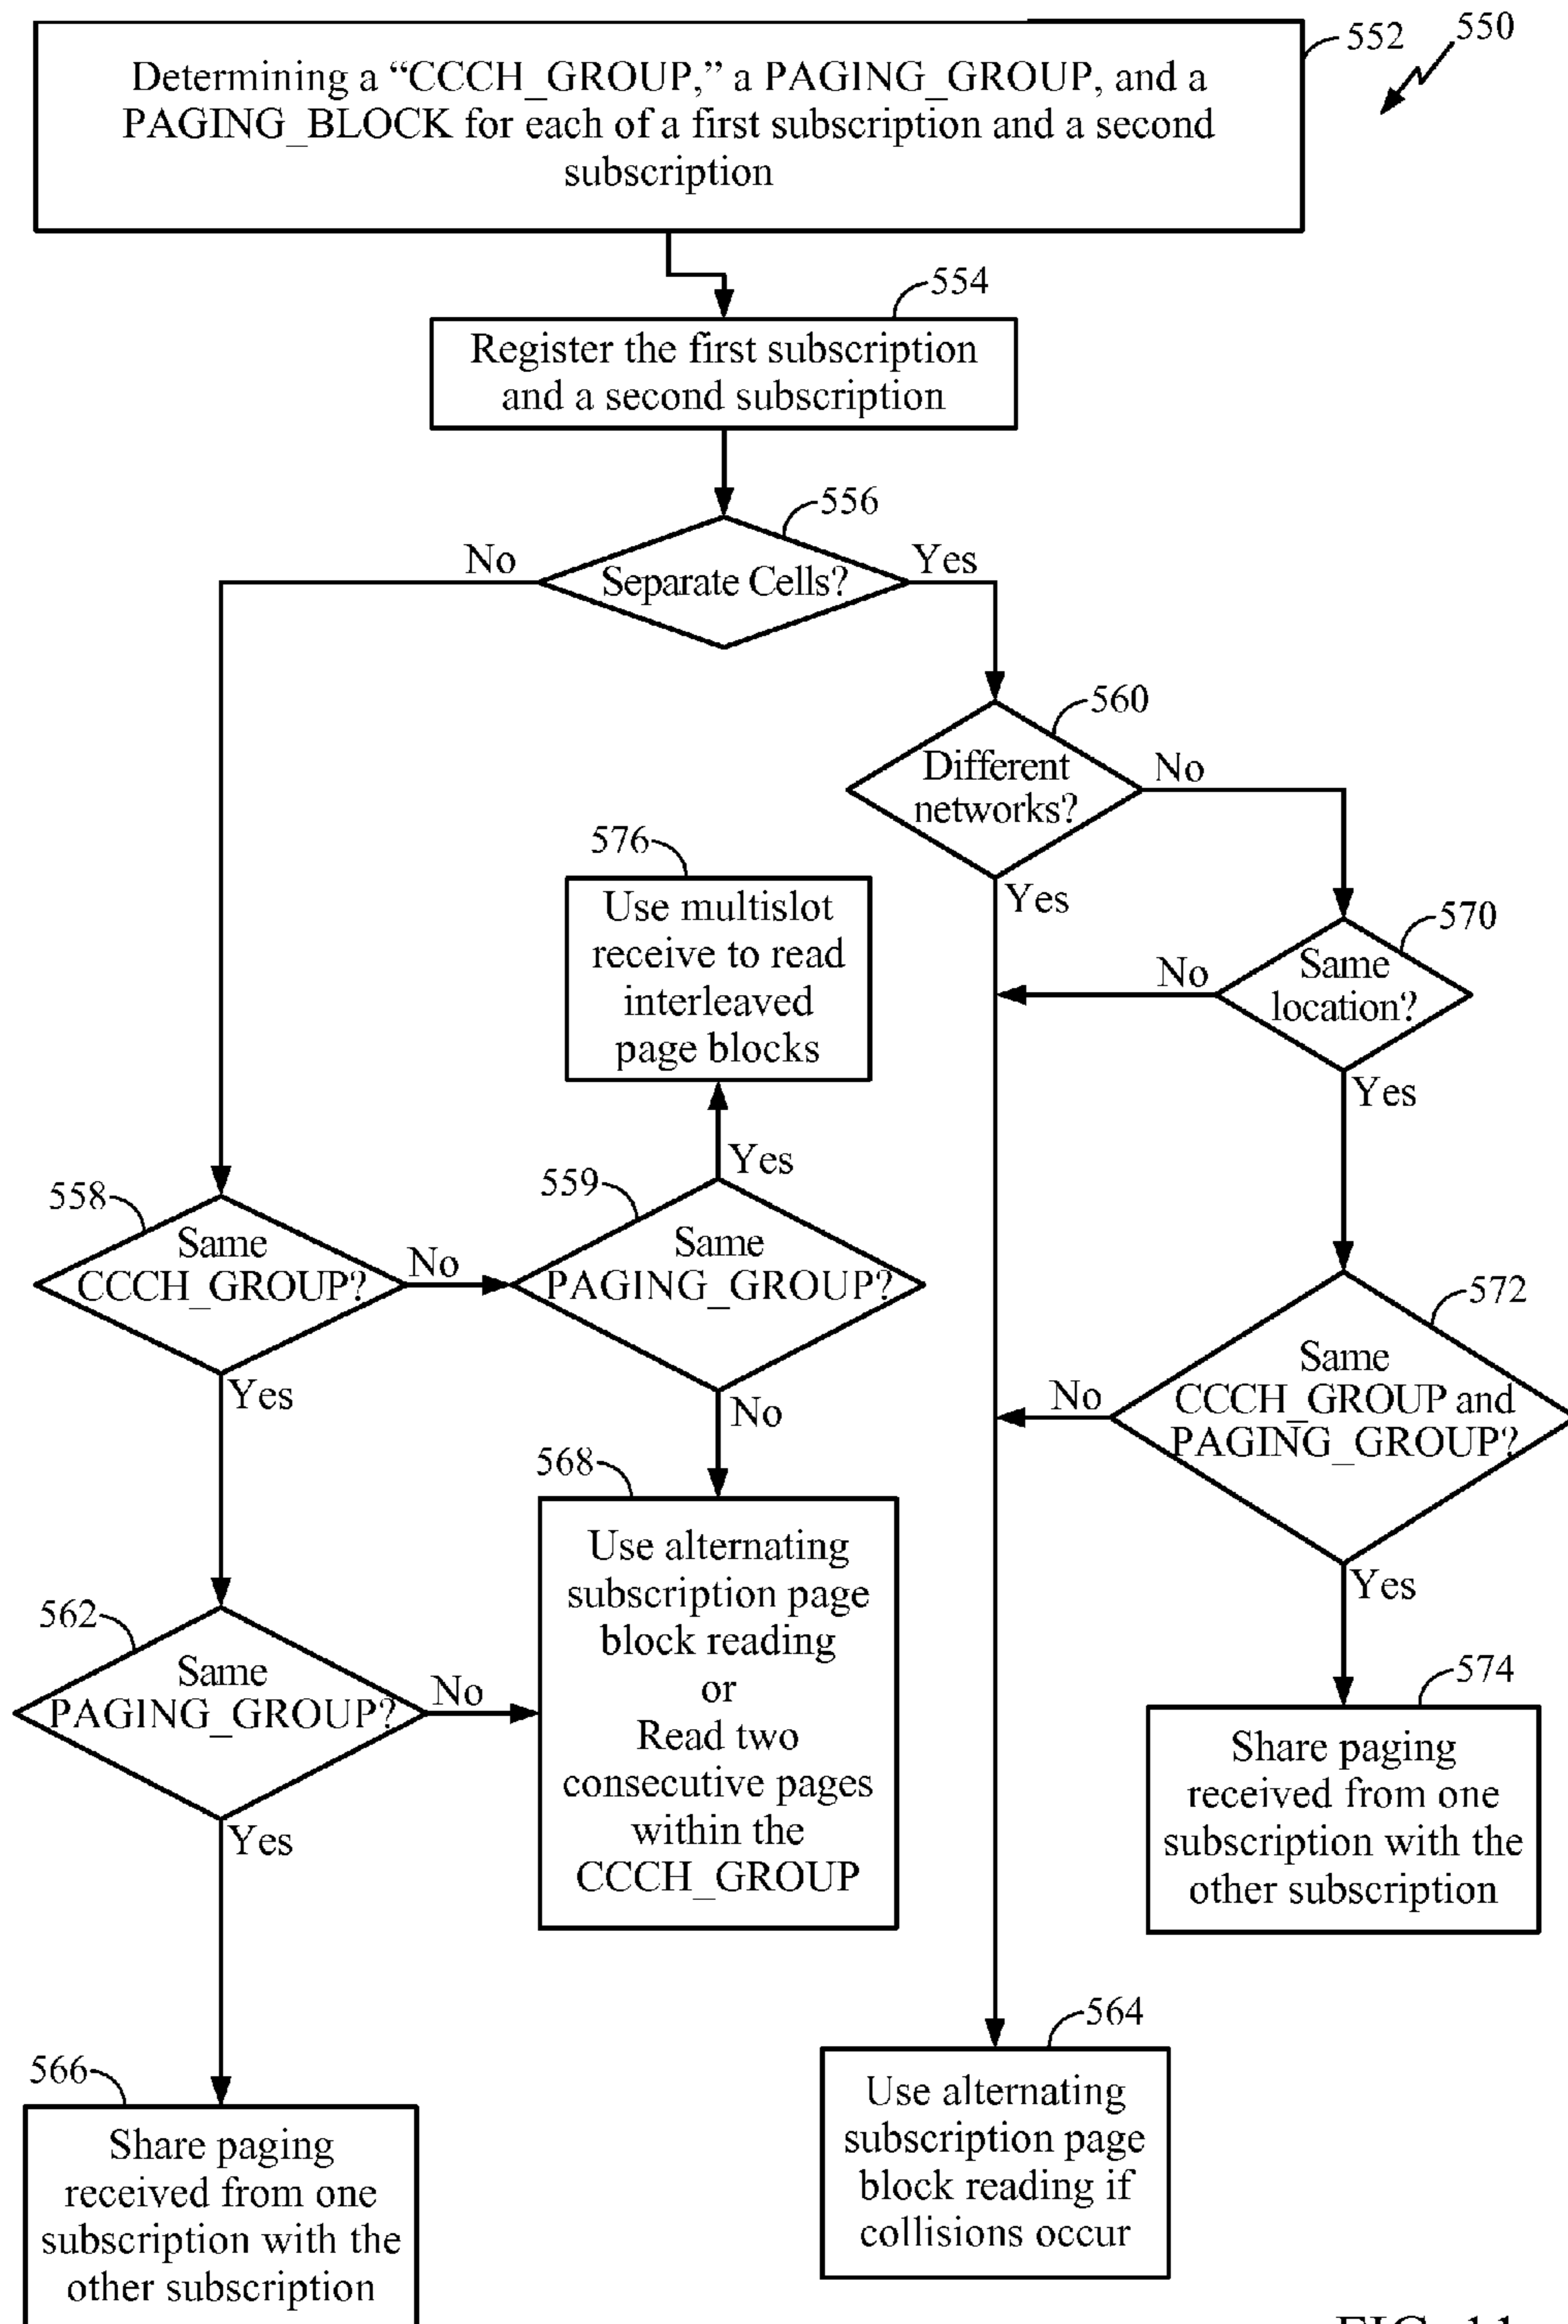 552
550
Determining a “CCCH_GROUP,” a PAGING_GROUP, and a
PAGING_BLOCK for each of a first subscription and a second
subscription
554
Register the first subscription
and a second subscription
556
No
Separate Cells?
Yes
560
Different
networks?
No
Yes
576
Use multislot
receive to read
interleaved
page blocks
570
Same
location?
No
Yes
558
Same
CCCH_GROUP?
No
Yes
559
Same
PAGING_GROUP?
Yes
No
572
Same
CCCH_GROUP and
PAGING_GROUP?
No
Yes
568
Use alternating
subscription page
block reading
or
Read two
consecutive pages
within the
CCCH_GROUP
562
Same
PAGING_GROUP?
No
Yes
574
Share paging
received from one
subscription with the
other subscription
564
Use alternating
subscription page
block reading if
collisions occur
566
Share paging
received from one
subscription with the
other subscription